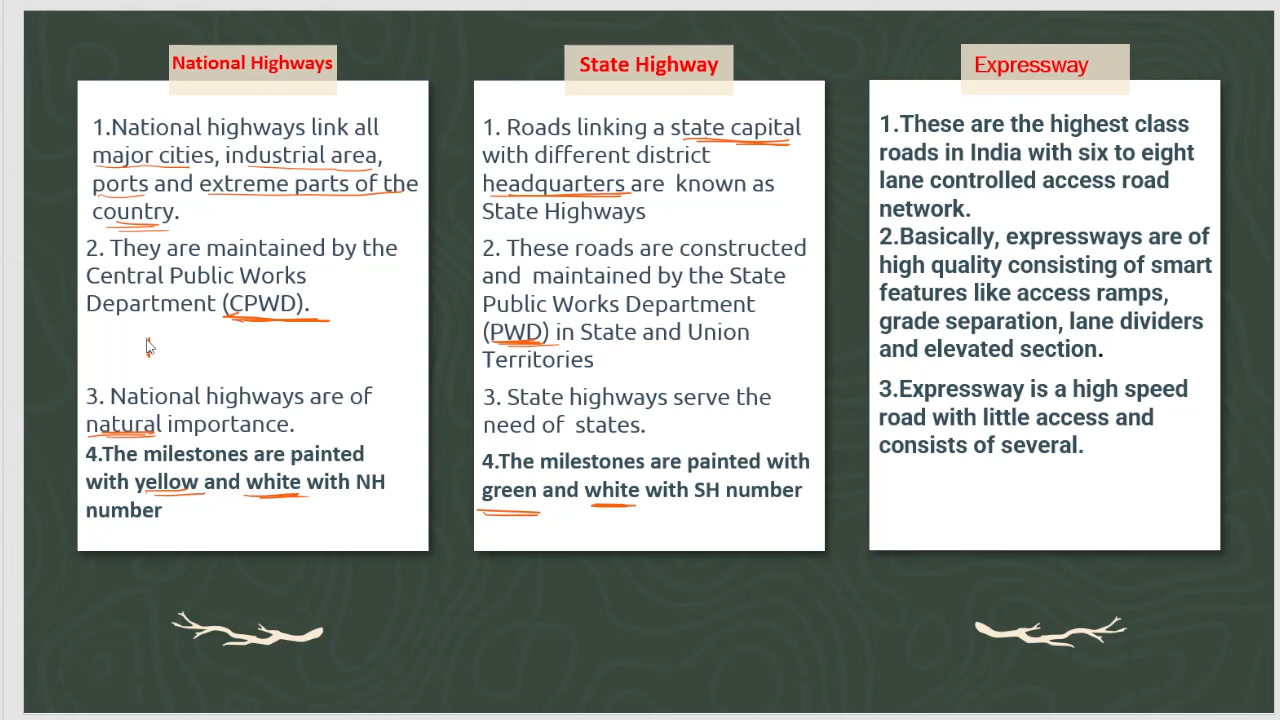 National Highways
1.National highways link all
major cities, industrial area,
ports and extreme parts of the
country.
2. They are maintained by the
Central Public Works
Department (CPWD).
3. National highways are of
natural importance.
4.The milestones are painted
with yellow and white with NH
number
State Highway
1. Roads linking a state capital
with different district
headquarters are known as
State Highways
2. These roads are constructed
and maintained by the State
Public Works Department
(PWD) in State and Union
Territories
3. State highways serve the
need of states.
4.The milestones are painted with
green and white with SH number
Expressway
1.These are the highest class
roads in India with six to eight
lane controlled access road
network.
2.Basically, expressways are of
high quality consisting of smart
features like access ramps,
grade separation, lane dividers
and elevated section.
3.Expressway is a high speed
road with little access and
consists of several.